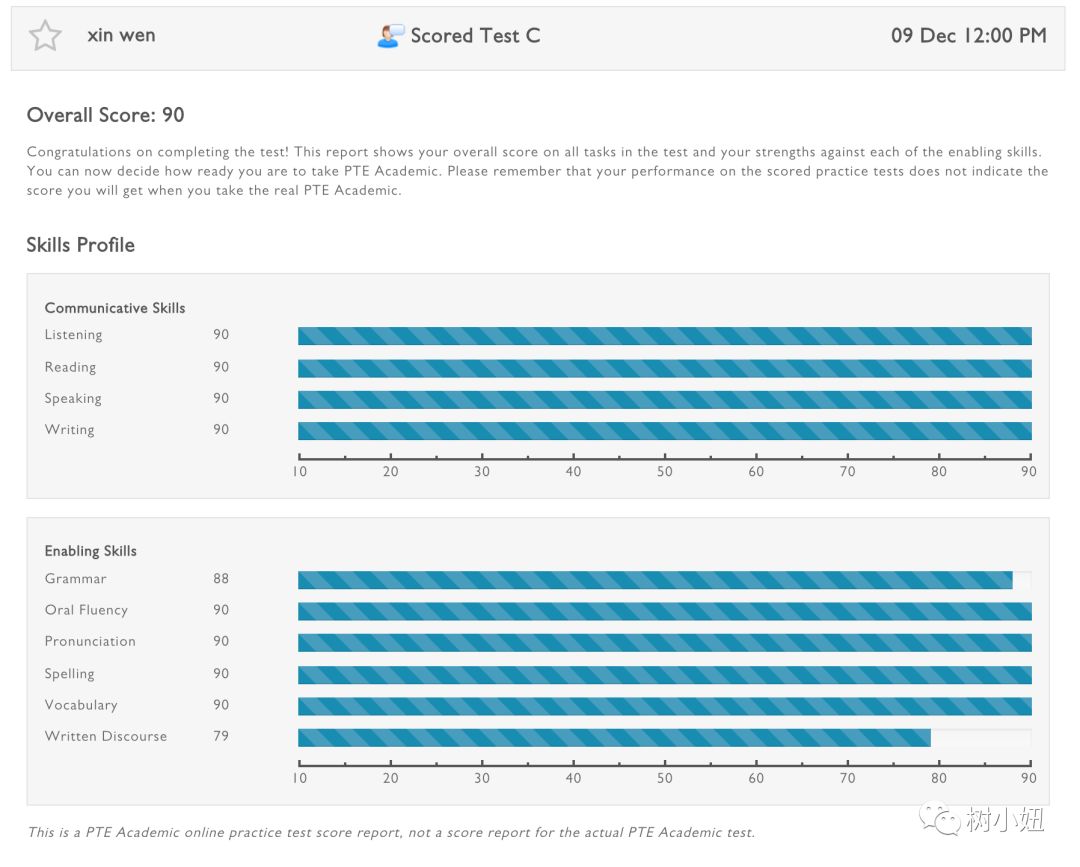 xin wen Scored Test C 09 Dec 12:00 PM
Overall Score: 90
Congratulations on completing the test! This report shows your overall score on all tasks in the test and your strengths against each of the enabling skills.
You can now decide how ready you are to take PTE Academic. Please remember that your performance on the scored practice tests does not indicate the
score you will get when you take the real PTE Academic.
Skills Profile
Communicative Skills
Listening 90
Reading 90
Speaking 90
Writing 90
10 20 30 40 50 60 70 80 90
Enabling Skills
Grammar 88
Oral Fluency 90
Pronunciation 90
Spelling 90
Vocabulary 90
Written Discourse 79
10 20 30 40 50 60 70 80 90
This is a PTE Academic online practice test score report, not a score report for the actual PTE Academic test.
树小妞